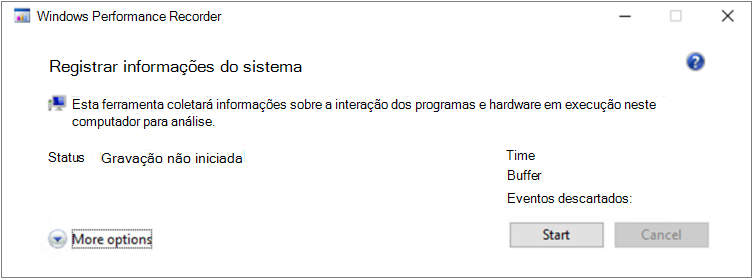 Windows Performance Recorder
Registrar informações do sistema
Esta ferramenta coletará informações sobre a interação dos programas e hardware em execução neste
computador para análise.
Status Gravação não iniciada
Time
Buffer
Eventos descartados:
More options
Start Cancel